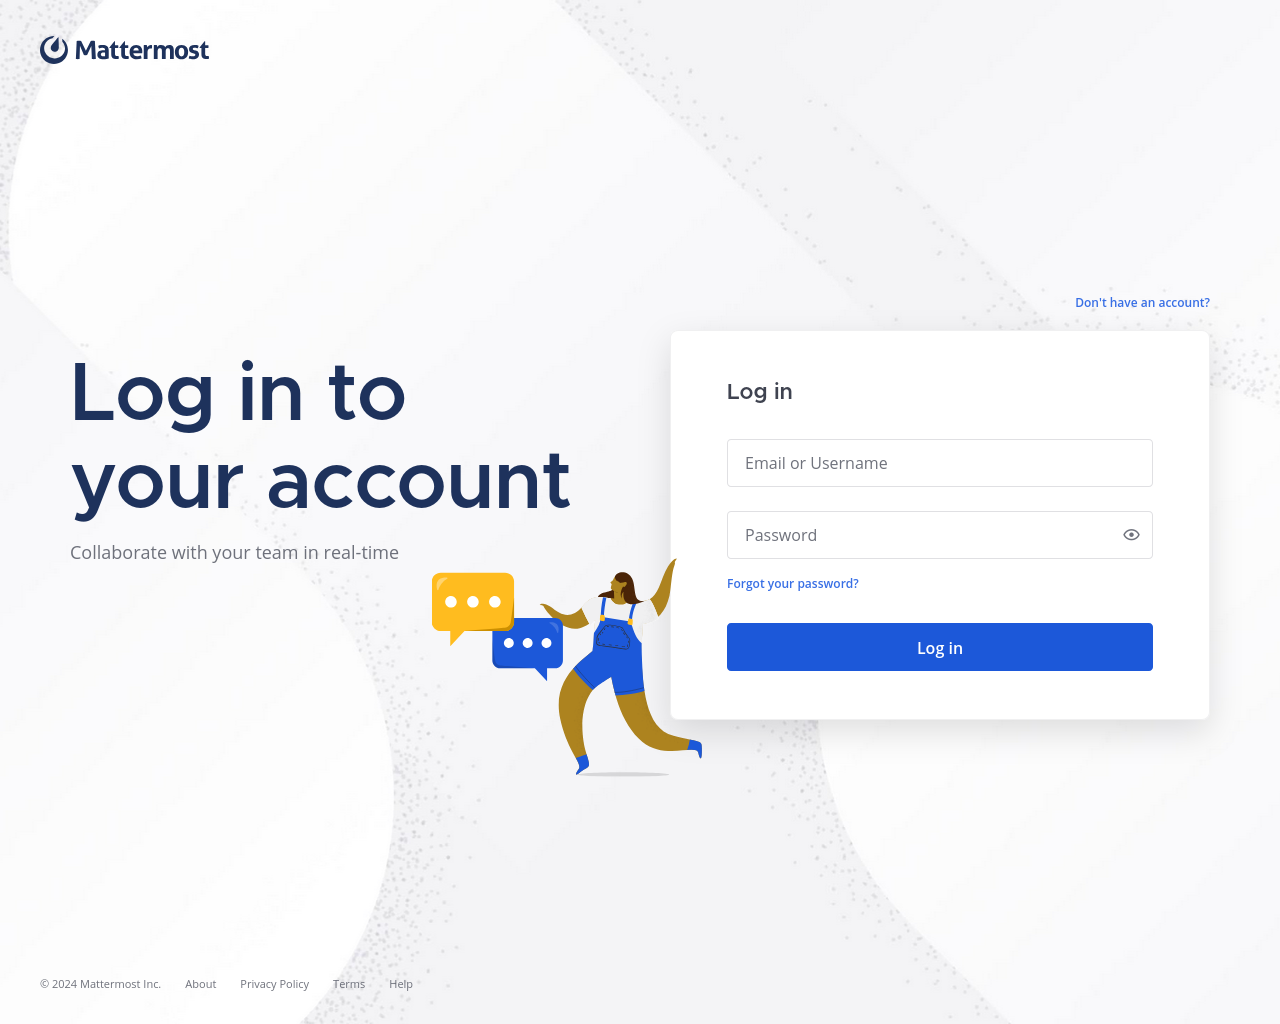 Mattermost
Don't have an account?
Log in to
your account
Collaborate with your team in real-time
Log in
Email or Username
Password
Forgot your password?
Log in
© 2024 Mattermost Inc. About Privacy Policy Terms Help